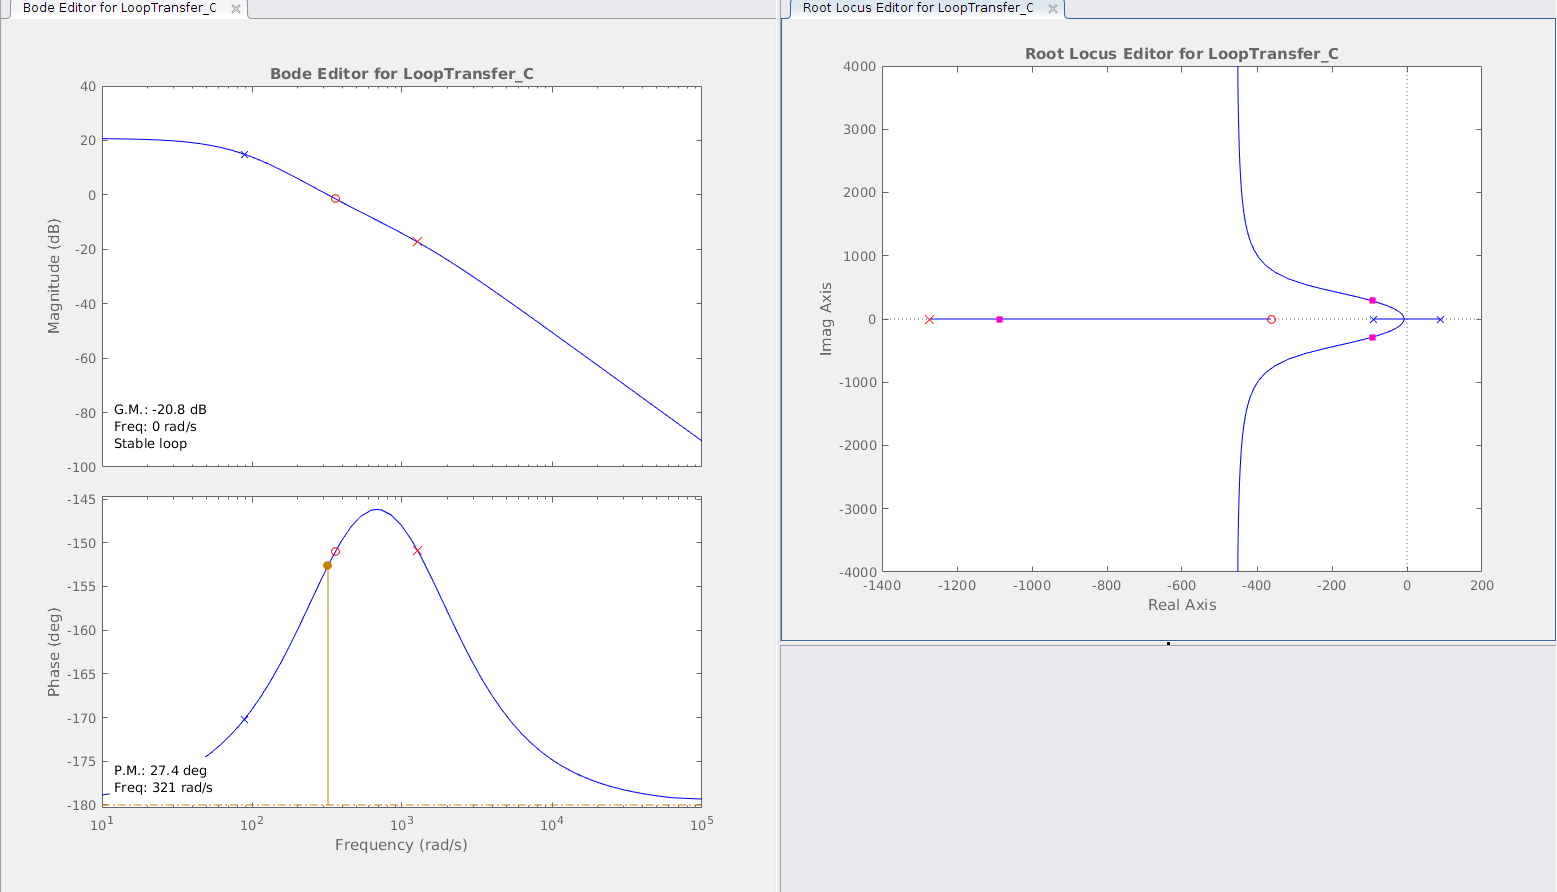 Bode Editor for LoopTransfer_C
Bode Editor for LoopTransfer_C
40
20
0
-20
-40
-60
-80
-100
Magnitude (dB)
G.M.: -20.8 dB
Freq: 0 rad/s
Stable loop
-145
-150
-155
-160
-165
-170
-175
-180
Phase (deg)
P.M.: 27.4 deg
Freq: 321 rad/s
10^1 10^2 10^3 10^4 10^5
Frequency (rad/s)
Root Locus Editor for LoopTransfer_C
Root Locus Editor for LoopTransfer_C
4000
3000
2000
1000
0
-1000
-2000
-3000
-4000
Imag Axis
-1400 -1200 -1000 -800 -600 -400 -200 0 200
Real Axis